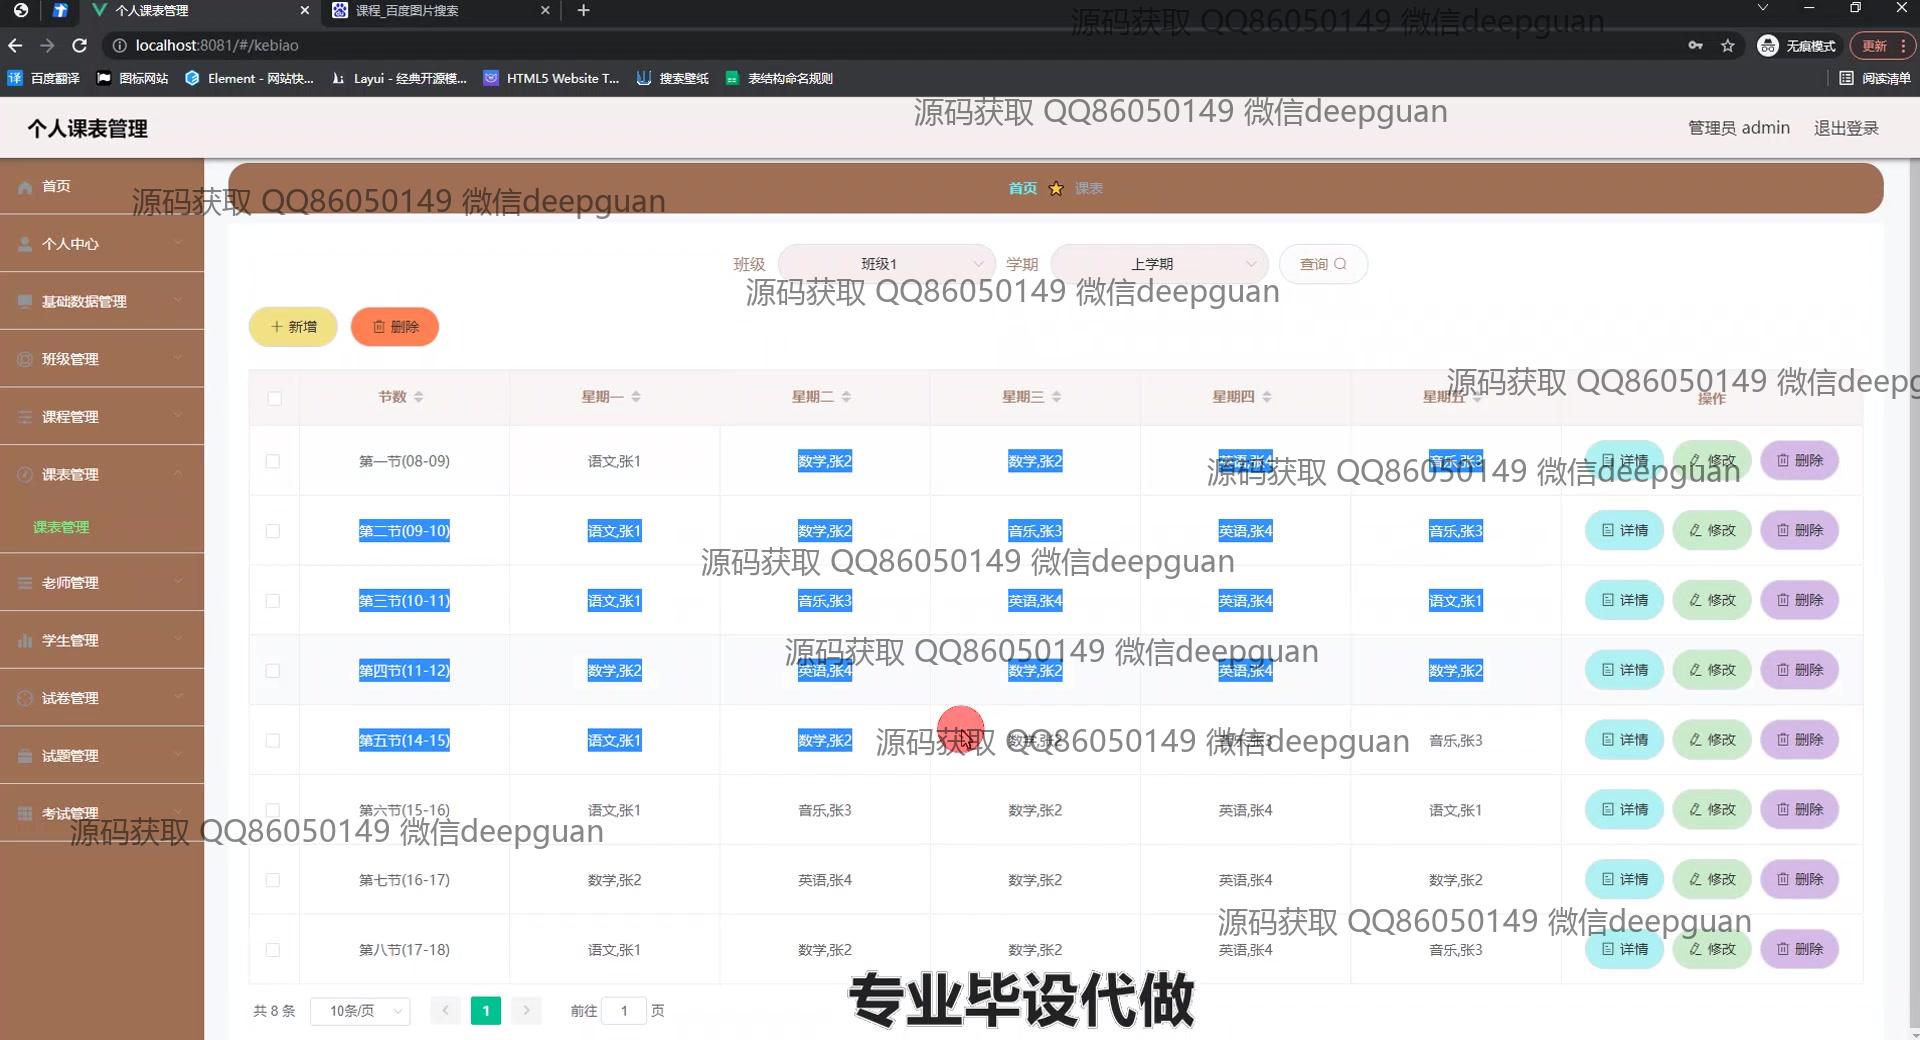 个人课表管理
课程_百度图片搜索
源码获取 QQ86050149 微信deepguan
localhost:8081/#/kebiao
无痕模式
更新
百度翻译
图标网站
Element - 网站快...
Layui - 经典开源模...
HTML5 Website T...
搜索壁纸
表结构命名规则
阅读清单
源码获取 QQ86050149 微信deepguan
个人课表管理
管理员 admin
退出登录
首页
首页 课表
源码获取 QQ86050149 微信deepguan
个人中心
班级 班级1 学期 上学期 查询
源码获取 QQ86050149 微信deepguan
基础数据管理
新增 删除
班级管理
源码获取 QQ86050149 微信deepg
节数 星期一 星期二 星期三 星期四 星期五 操作
课程管理
第一节(08-09) 语文,张1 数学,张2 数学,张2 英语,张4 音乐,张3 详情 修改 删除
源码获取 QQ86050149 微信deepguan
课表管理
课表管理
第二节(09-10) 语文,张1 数学,张2 音乐,张3 英语,张4 音乐,张3 详情 修改 删除
源码获取 QQ86050149 微信deepguan
老师管理
第三节(10-11) 语文,张1 音乐,张3 英语,张4 英语,张4 语文,张1 详情 修改 删除
学生管理
源码获取 QQ86050149 微信deepguan
第四节(11-12) 数学,张2 英语,张4 数学,张2 英语,张4 数学,张2 详情 修改 删除
试卷管理
第五节(14-15) 语文,张1 数学,张2 数学,张2 音乐,张3 音乐,张3 详情 修改 删除
源码获取 QQ86050149 微信deepguan
试题管理
第六节(15-16) 语文,张1 音乐,张3 数学,张2 英语,张4 语文,张1 详情 修改 删除
考试管理
源码获取 QQ86050149 微信deepguan
第七节(16-17) 数学,张2 英语,张4 数学,张2 英语,张4 数学,张2 详情 修改 删除
源码获取 QQ86050149 微信deepguan
第八节(17-18) 语文,张1 数学,张2 数学,张2 英语,张4 音乐,张3 详情 修改 删除
共 8 条 10条/页 1 前往 1 页
专业毕设代做